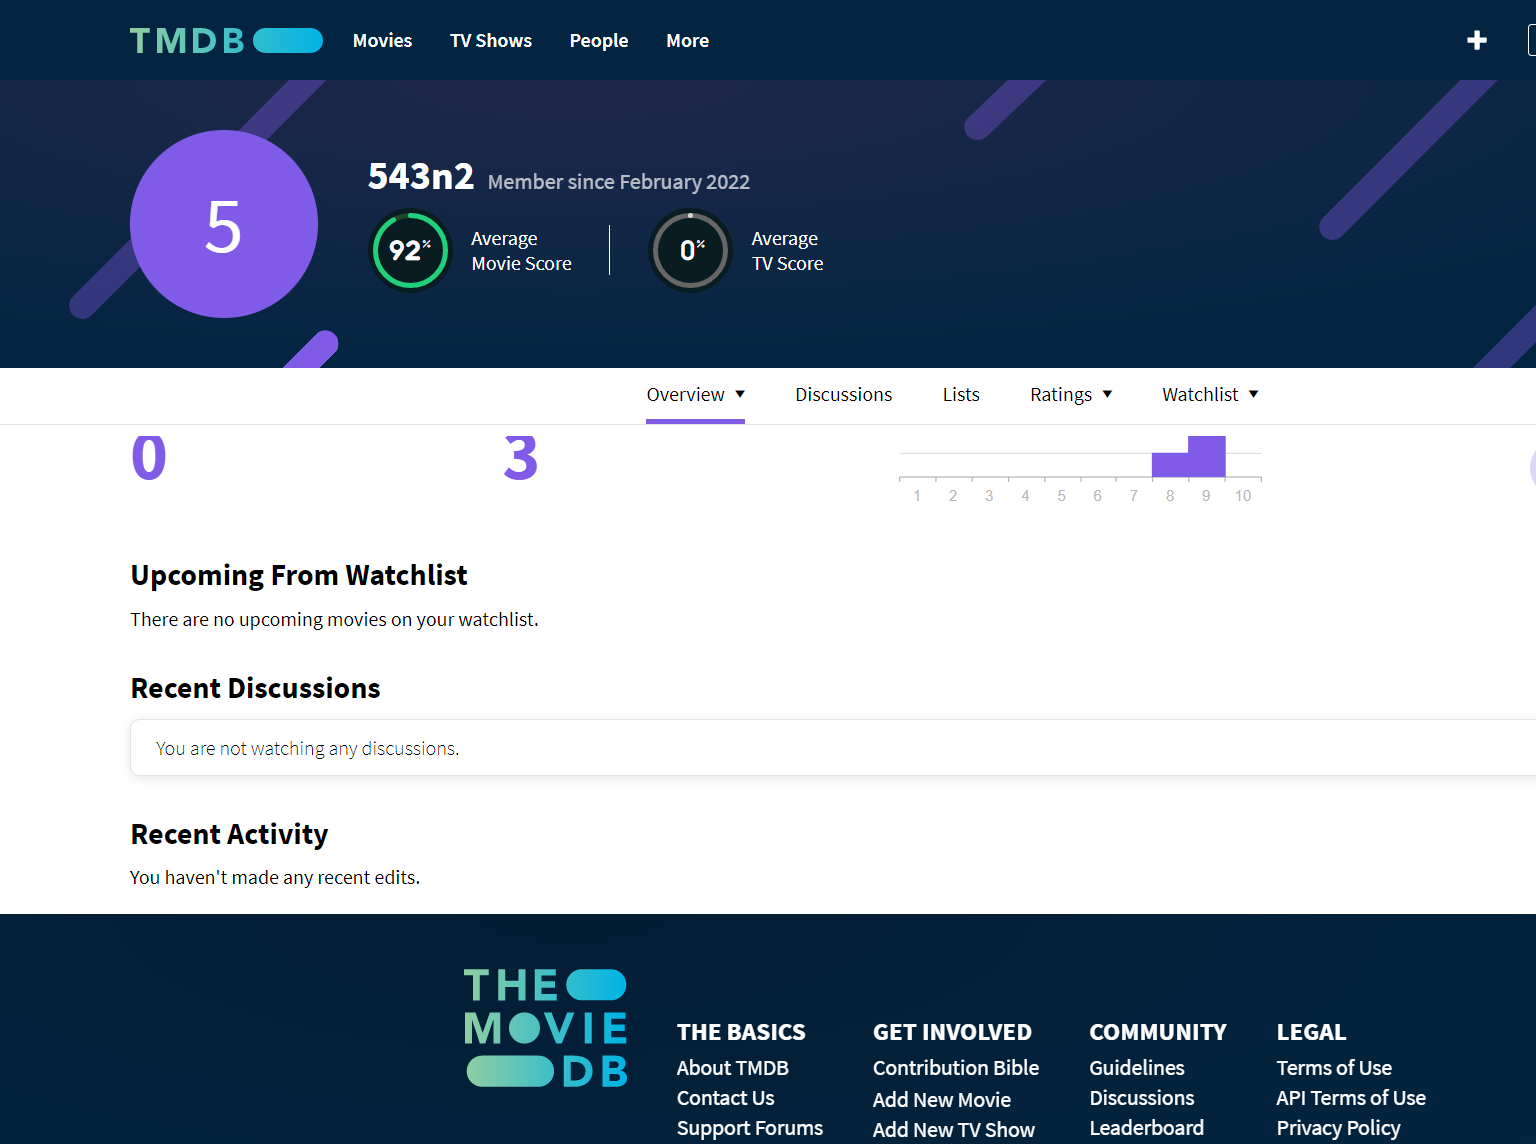 TMDB
Movies
TV Shows
People
More
5
543n2 Member since February 2022
92%
Average
Movie Score
0%
Average
TV Score
Overview
Discussions
Lists
Ratings
Watchlist
0
3
1 2 3 4 5 6 7 8 9 10
Upcoming From Watchlist
There are no upcoming movies on your watchlist.
Recent Discussions
You are not watching any discussions.
Recent Activity
You haven't made any recent edits.
THE
MOVIE
DB
THE BASICS
About TMDB
Contact Us
Support Forums
GET INVOLVED
Contribution Bible
Add New Movie
Add New TV Show
COMMUNITY
Guidelines
Discussions
Leaderboard
LEGAL
Terms of Use
API Terms of Use
Privacy Policy